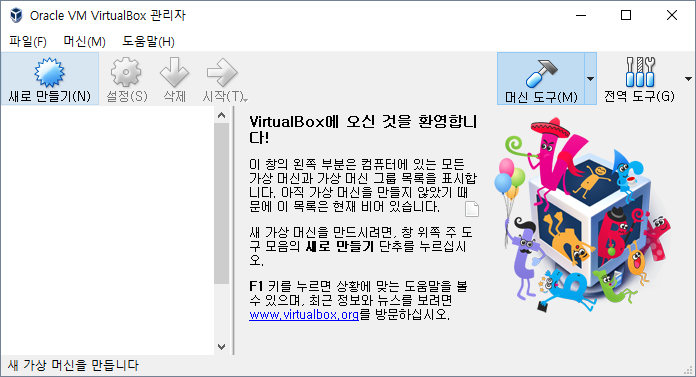 Oracle VM VirtualBox 관리자
파일(F) 머신(M) 도움말(H)
새로 만들기(N) 설정(S) 삭제 시작(T) 머신 도구(M) 전역 도구(G)
VirtualBox에 오신 것을 환영합니
다!
이 창의 왼쪽 부분은 컴퓨터에 있는 모든
가상 머신과 가상 머신 그룹 목록을 표시합
니다. 아직 가상 머신을 만들지 않았기 때
문에 이 목록은 현재 비어 있습니다.
새 가상 머신을 만드시려면, 창 위쪽 주 도
구 모음의 새로 만들기 단추를 누르십시
오.
F1 키를 누르면 상황에 맞는 도움말을 볼
수 있으며, 최근 정보와 뉴스를 보려면
www.virtualbox.org를 방문하십시오.
새 가상 머신을 만듭니다